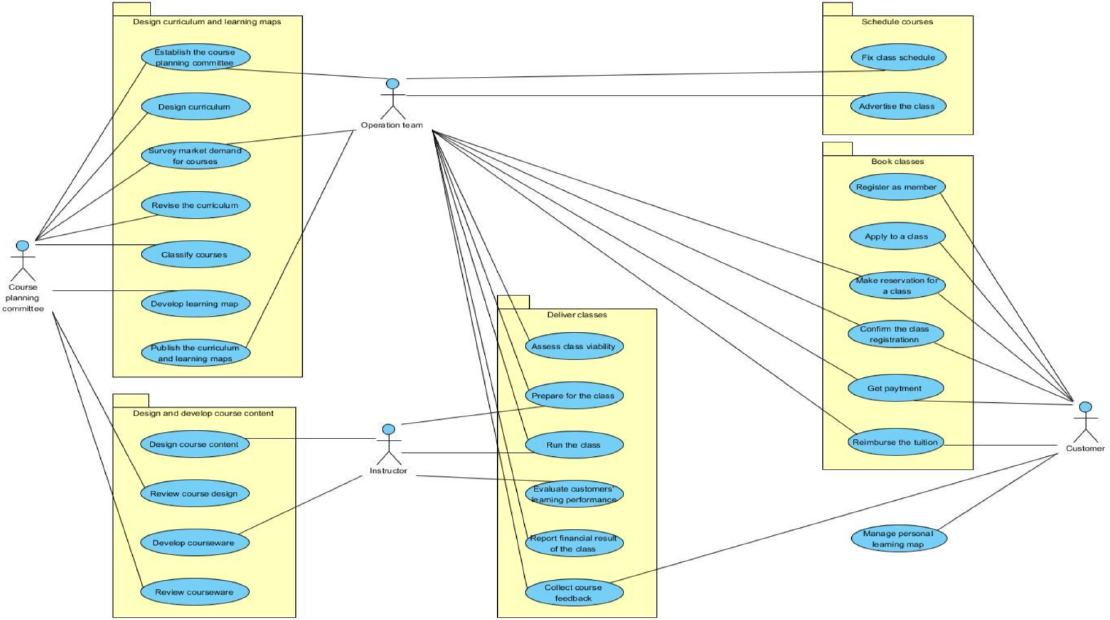 Design curriculum and learning maps
Establish the course
planning committee
Design curriculum
Survey market demand
for courses
Revise the curriculum
Classify courses
Develop learning map
Publish the curriculum
and learning maps
Operation team
Schedule courses
Fix class schedule
Advertise the class
Book classes
Register as member
Apply to a class
Make reservation for
a class
Confirm the class
registrationn
Get paytment
Reimburse the tuition
Course
planning
committee
Deliver classes
Assess class viability
Prepare for the class
Run the class
Evaluate customers'
learning performance
Report financial result
of the class
Collect course
feedback
Design and develop course content
Design course content
Review course design
Develop courseware
Review courseware
Instructor
Customer
Manage personal
learning map